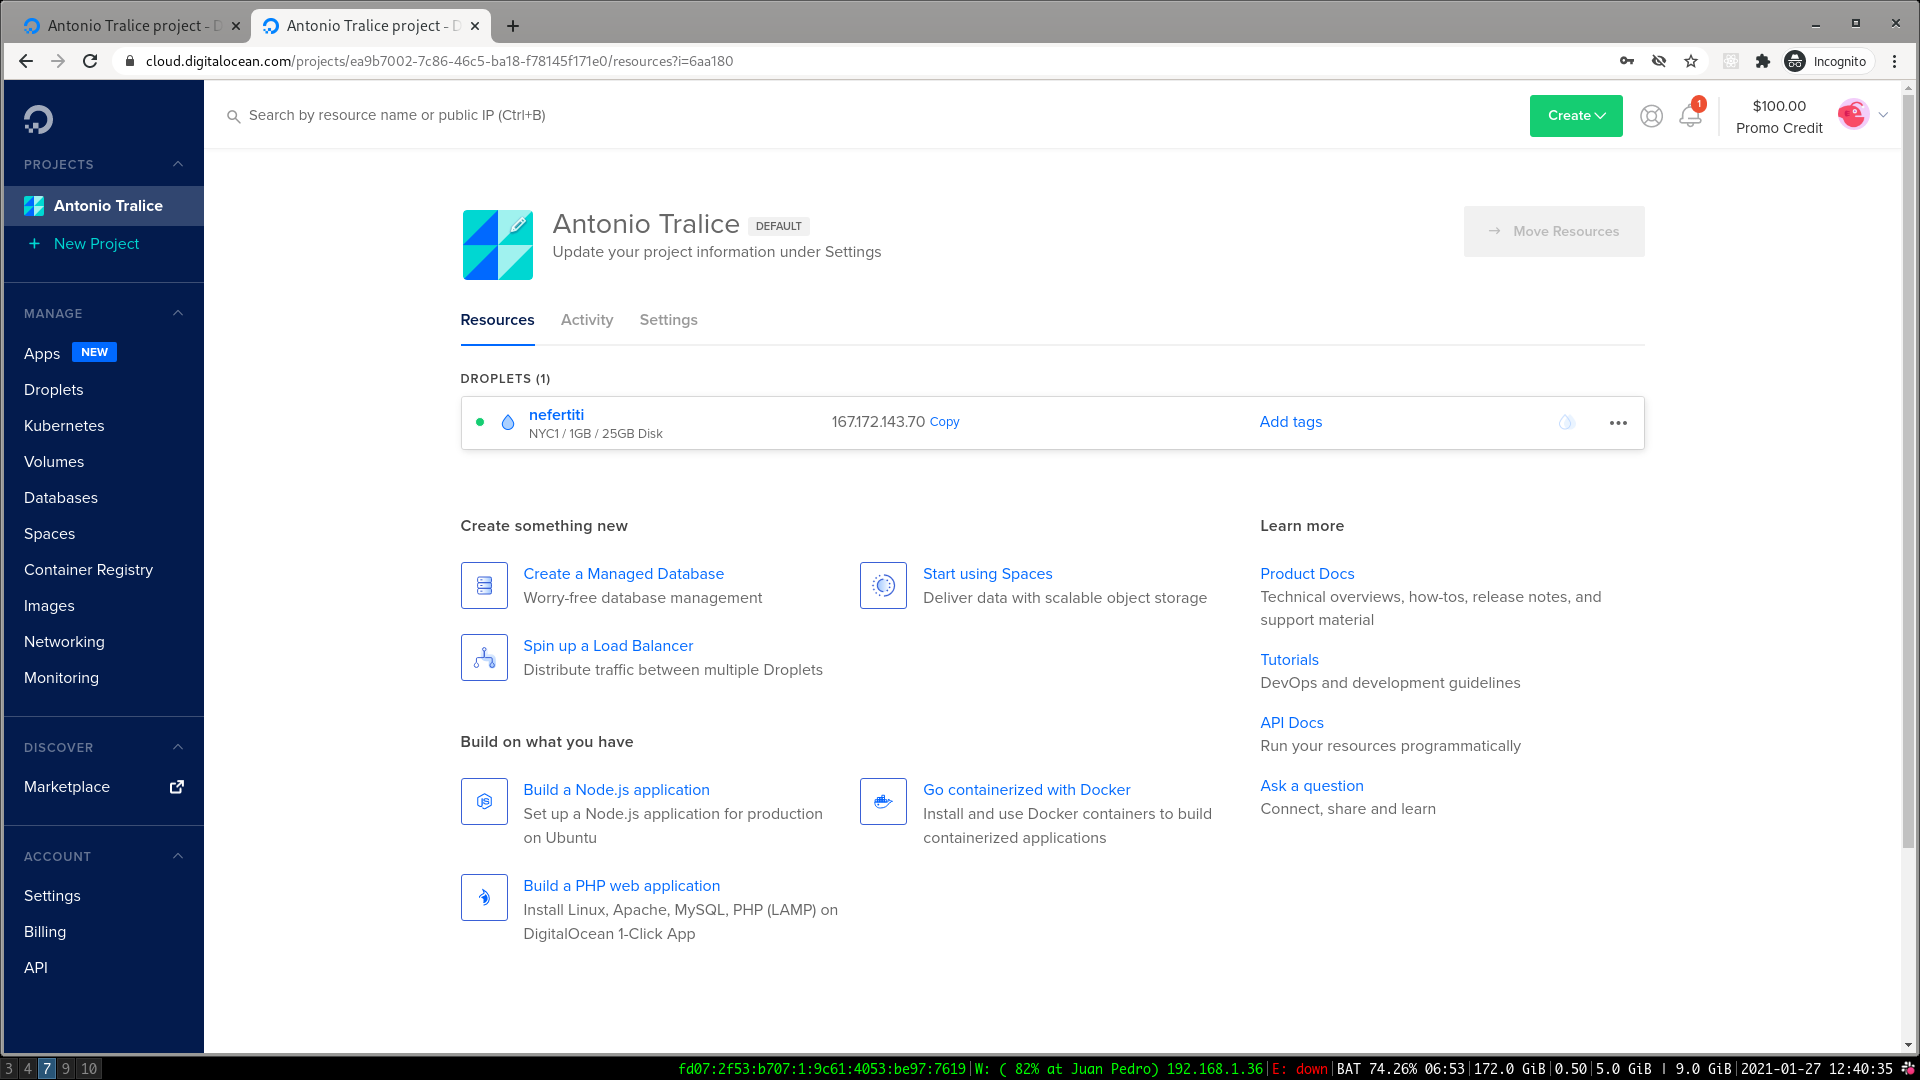 Antonio Tralice project - D
Antonio Tralice project - D
cloud.digitalocean.com/projects/ea9b7002-7c86-46c5-ba18-f78145f171e0/resources?i=6aa180
Incognito
Search by resource name or public IP (Ctrl+B)
Create
1
$100.00
Promo Credit
PROJECTS
Antonio Tralice
New Project
MANAGE
Apps NEW
Droplets
Kubernetes
Volumes
Databases
Spaces
Container Registry
Images
Networking
Monitoring
DISCOVER
Marketplace
ACCOUNT
Settings
Billing
API
Antonio Tralice DEFAULT
Update your project information under Settings
→ Move Resources
Resources Activity Settings
DROPLETS (1)
nefertiti
NYC1 / 1GB / 25GB Disk
167.172.143.70 Copy
Add tags
Create something new
Create a Managed Database
Worry-free database management
Start using Spaces
Deliver data with scalable object storage
Spin up a Load Balancer
Distribute traffic between multiple Droplets
Build on what you have
Build a Node.js application
Set up a Node.js application for production
on Ubuntu
Go containerized with Docker
Install and use Docker containers to build
containerized applications
Build a PHP web application
Install Linux, Apache, MySQL, PHP (LAMP) on
DigitalOcean 1-Click App
Learn more
Product Docs
Technical overviews, how-tos, release notes, and
support material
Tutorials
DevOps and development guidelines
API Docs
Run your resources programmatically
Ask a question
Connect, share and learn
3 4 7 9 10
fd07:2f53:b707:1:9c61:4053:be97:7619|W: ( 82% at Juan Pedro) 192.168.1.36|E: down|BAT 74.26% 06:53|172.0 GiB|0.50|5.0 GiB | 9.0 GiB|2021-01-27 12:40:35